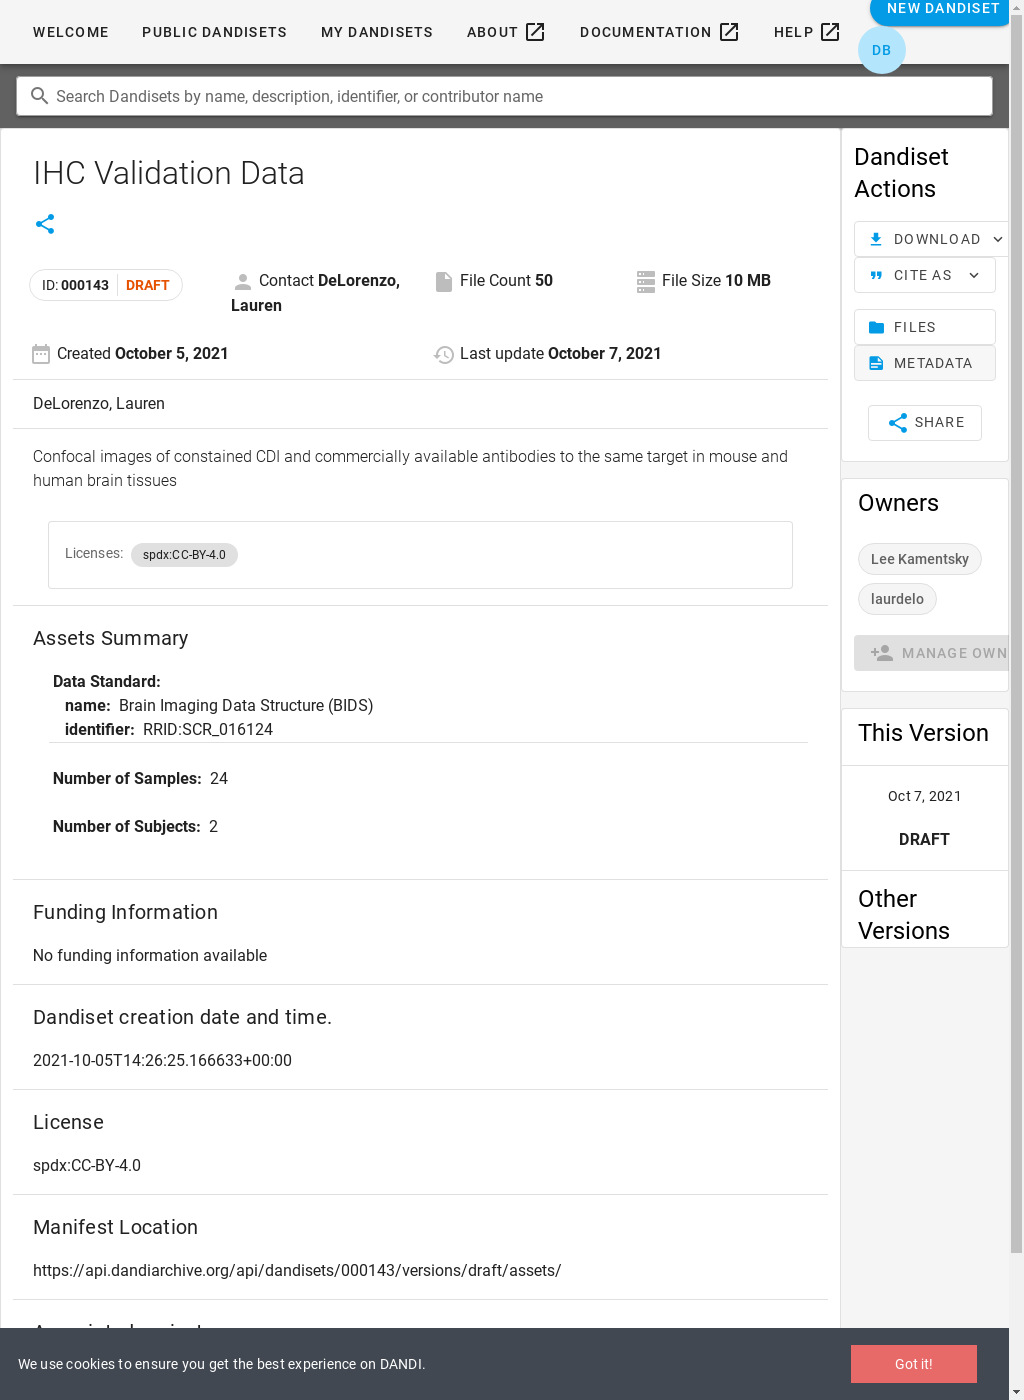 WELCOME PUBLIC DANDISETS MY DANDISETS ABOUT DOCUMENTATION HELP NEW DANDISET
DB
Search Dandisets by name, description, identifier, or contributor name
IHC Validation Data
ID: 000143 DRAFT
Contact DeLorenzo,
Lauren
File Count 50
File Size 10 MB
Created October 5, 2021
Last update October 7, 2021
DeLorenzo, Lauren
Confocal images of constained CDI and commercially available antibodies to the same target in mouse and
human brain tissues
Licenses: spdx:CC-BY-4.0
Assets Summary
Data Standard:
name: Brain Imaging Data Structure (BIDS)
identifier: RRID:SCR_016124
Number of Samples: 24
Number of Subjects: 2
Funding Information
No funding information available
Dandiset creation date and time.
2021-10-05T14:26:25.166633+00:00
License
spdx:CC-BY-4.0
Manifest Location
https://api.dandiarchive.org/api/dandisets/000143/versions/draft/assets/
Dandiset
Actions
DOWNLOAD
CITE AS
FILES
METADATA
SHARE
Owners
Lee Kamentsky
laurdelo
MANAGE OWN
This Version
Oct 7, 2021
DRAFT
Other
Versions
We use cookies to ensure you get the best experience on DANDI.
Got it!